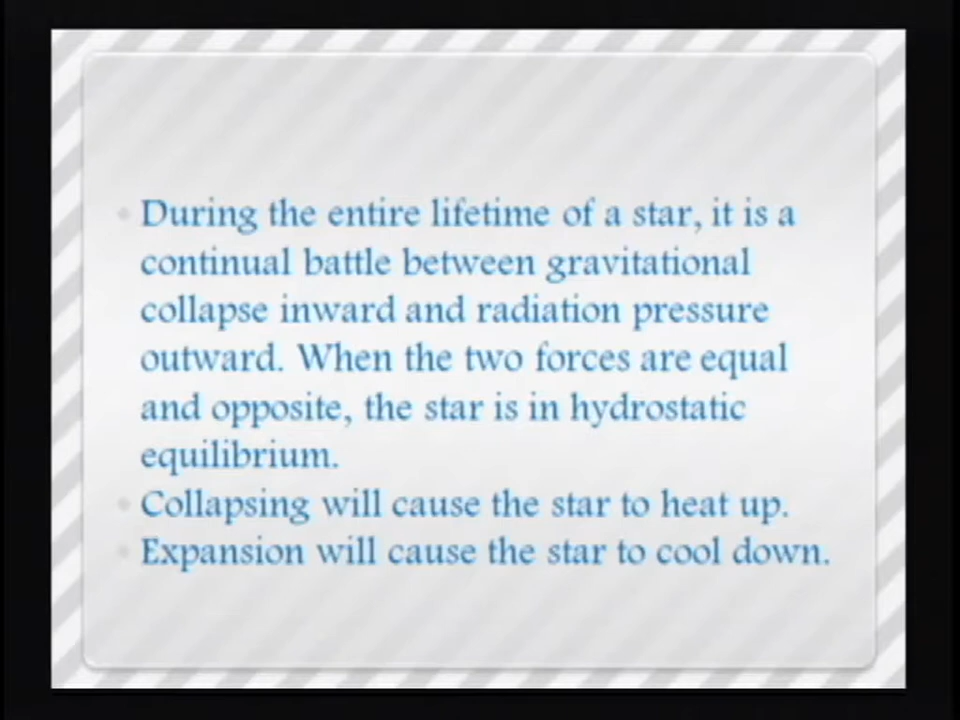 During the entire lifetime of a star, it is a
continual battle between gravitational
collapse inward and radiation pressure
outward. When the two forces are equal
and opposite, the star is in hydrostatic
equilibrium.
Collapsing will cause the star to heat up.
Expansion will cause the star to cool down.